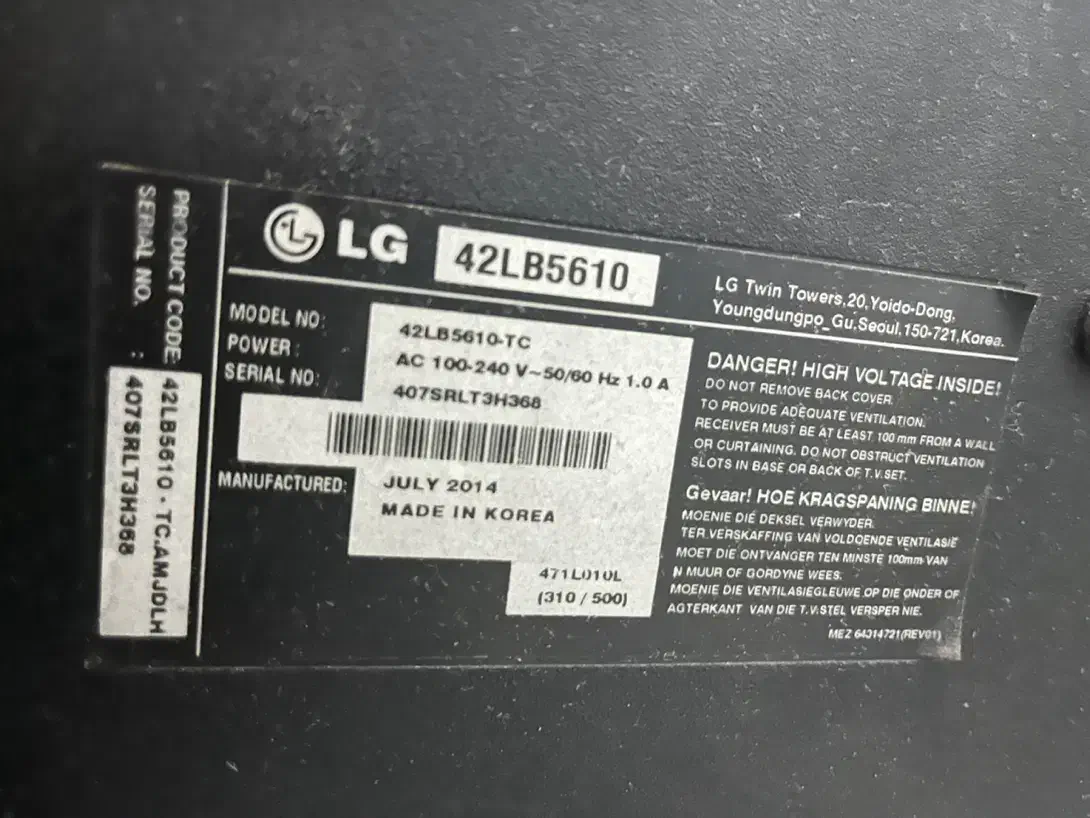 LG
42LB5610
LG Twin Towers,20,Yoido-Dong,
Youngdungpo_Gu,Seoul,150-721,Korea.
MODEL NO:
42LB5610-TC
POWER :
AC 100-240 V~50/60 Hz 1.0 A
SERIAL NO:
407SRLT3H368
MANUFACTURED:
JULY 2014
MADE IN KOREA
471L010L
(310 / 500)
DANGER! HIGH VOLTAGE INSIDE!
DO NOT REMOVE BACK COVER.
TO PROVIDE ADEQUATE VENTILATION,
RECEIVER MUST BE AT LEAST 100 mm FROM A WALL
OR CURTAINING. DO NOT OBSTRUCT VENTILATION
SLOTS IN BASE OR BACK OF T.V.SET.
Gevaar! HOE KRAGSPANING BINNE!
MOENIE DIE DEKSEL VERWYDER.
TER VERSKAFFING VAN VOLDOENDE VENTILASIE
MOET DIE ONTVANGER TEN MINSTE 100mm VAN
N MUUR OF GORDYNE WEES.
MOENIE DIE VENTILASIEGLEUWE OP DIE ONDER OF
AGTERKANT VAN DIE T.V.STEL VERSPER NIE.
MEZ 64314721(REV01)
PRODUCT CODE: 42LB5610 - TC.AMJDLH
SERIAL NO. : 407SRLT3H368